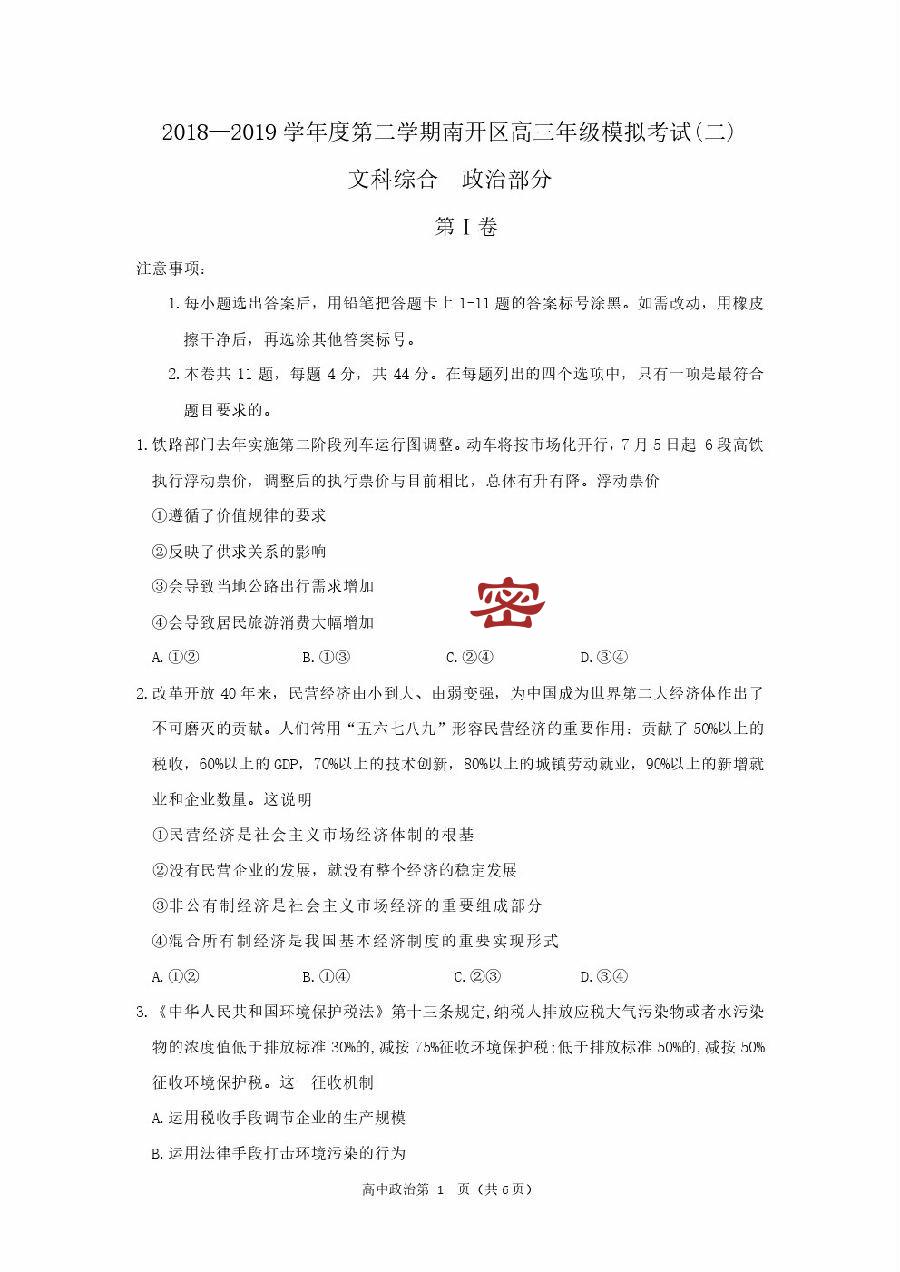 2018—2019 学年度第二学期南开区高三年级模拟考试(二)
文科综合 政治部分
第 I 卷
注意事项:
1. 每小题选出答案后，用铅笔把答题卡上 1-11 题的答案标号涂黑。如需改动，用橡皮
擦干净后，再选涂其他答案标号。
2. 本卷共 11 题，每题 4 分，共 44 分。在每题列出的四个选项中，只有一项是最符合
题目要求的。
1. 铁路部门去年实施第二阶段列车运行图调整。动车将按市场化开行，7 月 5 日起 6 段高铁
执行浮动票价，调整后的执行票价与目前相比，总体有升有降。浮动票价
①遵循了价值规律的要求
②反映了供求关系的影响
③会导致当地公路出行需求增加
密
④会导致居民旅游消费大幅增加
A. ①② B. ①③ C. ②④ D. ③④
2. 改革开放 40 年来，民营经济由小到大、由弱变强，为中国成为世界第二大经济体作出了
不可磨灭的贡献。人们常用“五六七八九”形容民营经济的重要作用：贡献了 50%以上的
税收，60%以上的 GDP，70%以上的技术创新，80%以上的城镇劳动就业，90%以上的新增就
业和企业数量。这说明
①民营经济是社会主义市场经济体制的根基
②没有民营企业的发展，就没有整个经济的稳定发展
③非公有制经济是社会主义市场经济的重要组成部分
④混合所有制经济是我国基本经济制度的重要实现形式
A. ①② B. ①④ C. ②③ D. ③④
3. 《中华人民共和国环境保护税法》第十三条规定,纳税人排放应税大气污染物或者水污染
物的浓度值低于排放标准 30%的,减按 75%征收环境保护税;低于排放标准 50%的,减按 50%
征收环境保护税。这 征收机制
A. 运用税收手段调节企业的生产规模
B. 运用法律手段打击环境污染的行为
高中政治第 1 页（共 6 页）